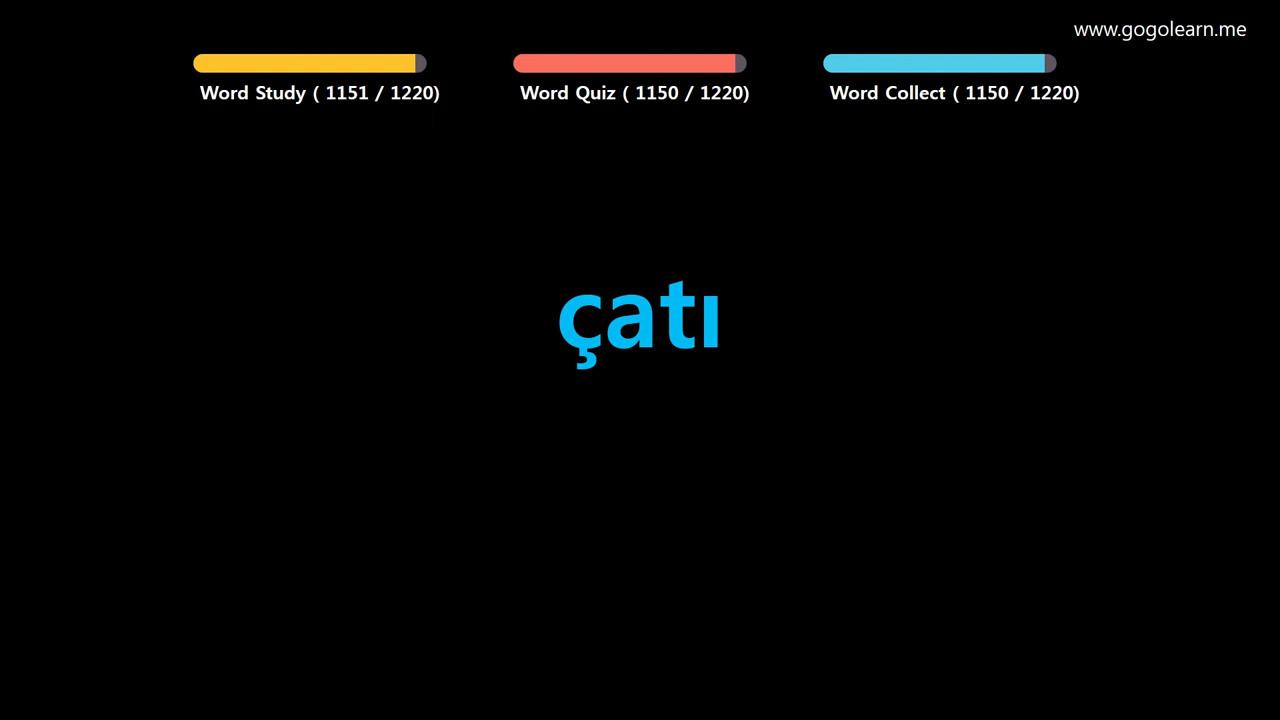 www.gogolearn.me
Word Study ( 1151 / 1220)
Word Quiz ( 1150 / 1220)
Word Collect ( 1150 / 1220)
çatı